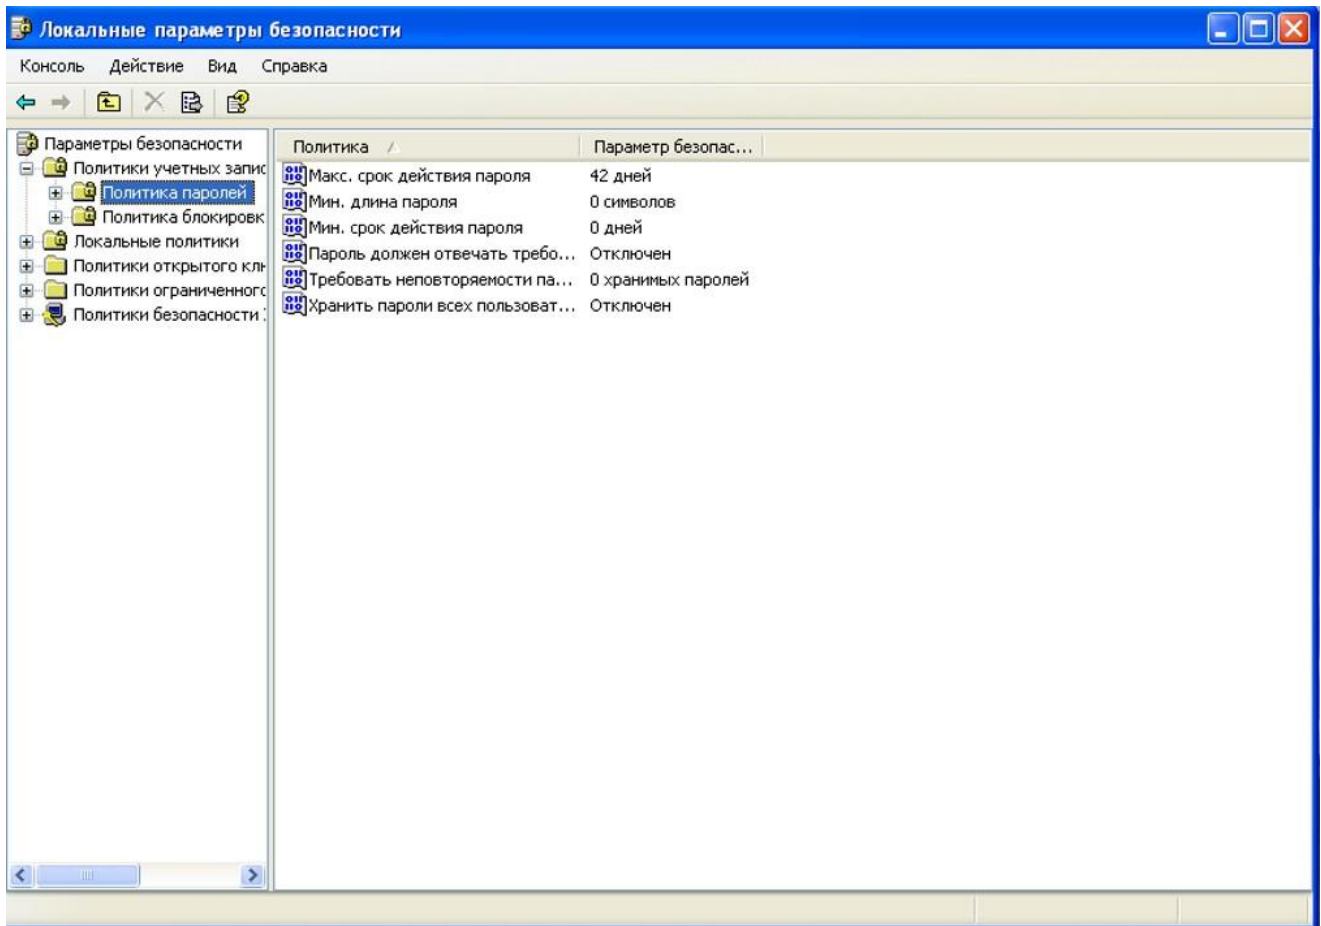 Локальные параметры безопасности
Консоль Действие Вид Справка
Параметры безопасности
Политики учетных запис
Политика паролей
Политика блокировк
Локальные политики
Политики открытого клю
Политики ограниченного
Политики безопасности
Политика Параметр безопас...
Макс. срок действия пароля 42 дней
Мин. длина пароля 0 символов
Мин. срок действия пароля 0 дней
Пароль должен отвечать требо... Отключен
Требовать неповторяемости па... 0 хранимых паролей
Хранить пароли всех пользоват... Отключен